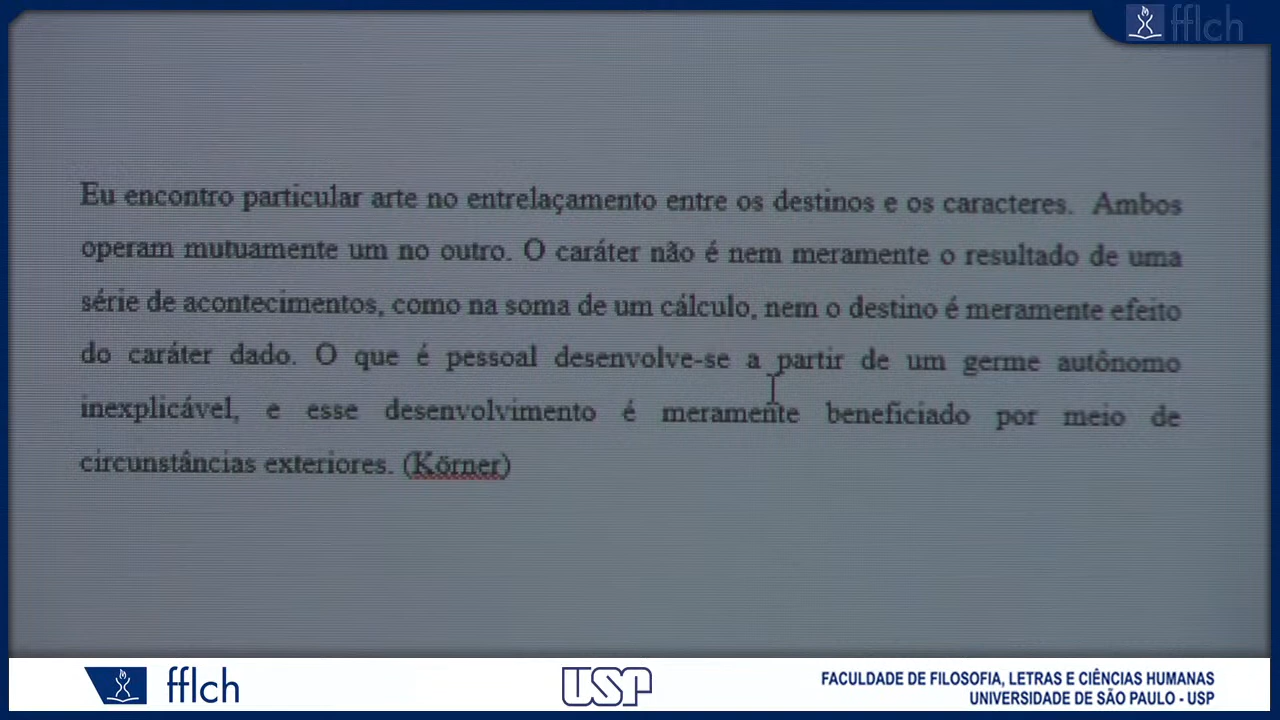 fflch
Eu encontro particular arte no entrelaçamento entre os destinos e os caracteres. Ambos
operam mutuamente um no outro. O caráter não é nem meramente o resultado de uma
série de acontecimentos, como na soma de um cálculo, nem o destino é meramente efeito
do caráter dado. O que é pessoal desenvolve-se a partir de um germe autônomo
inexplicável, e esse desenvolvimento é meramente beneficiado por meio de
circunstâncias exteriores. (Körner)
fflch
USP
FACULDADE DE FILOSOFIA, LETRAS E CIÊNCIAS HUMANAS
UNIVERSIDADE DE SÃO PAULO - USP